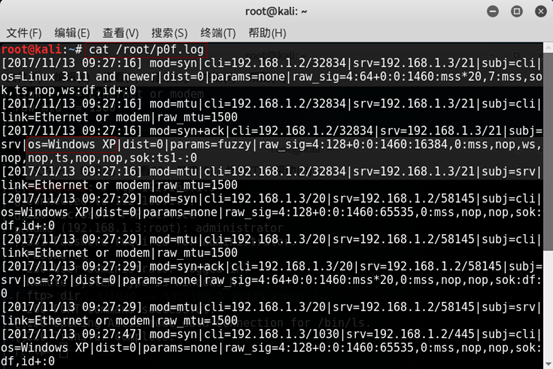 root@kali: ~
文件(F) 编辑(E) 查看(V) 搜索(S) 终端(T) 帮助(H)
root@kali:~# cat /root/p0f.log
[2017/11/13 09:27:16] mod=syn|cli=192.168.1.2/32834|srv=192.168.1.3/21|subj=cli|
os=Linux 3.11 and newer|dist=0|params=none|raw_sig=4:64+0:0:1460:mss*20,7:mss,so
k,ts,nop,ws:df,id+:0
[2017/11/13 09:27:16] mod=mtu|cli=192.168.1.2/32834|srv=192.168.1.3/21|subj=cli|
link=Ethernet or modem|raw_mtu=1500
[2017/11/13 09:27:16] mod=syn+ack|cli=192.168.1.2/32834|srv=192.168.1.3/21|subj=
srv|os=Windows XP|dist=0|params=fuzzy|raw_sig=4:128+0:0:1460:16384,0:mss,nop,ws,
nop,nop,ts,nop,nop,sok:ts1-:0
[2017/11/13 09:27:16] mod=mtu|cli=192.168.1.2/32834|srv=192.168.1.3/21|subj=srv|
link=Ethernet or modem|raw_mtu=1500
[2017/11/13 09:27:29] mod=syn|cli=192.168.1.3/20|srv=192.168.1.2/58145|subj=cli|
os=Windows XP|dist=0|params=none|raw_sig=4:128+0:0:1460:65535,0:mss,nop,nop,sok:
df,id+:0
[2017/11/13 09:27:29] mod=mtu|cli=192.168.1.3/20|srv=192.168.1.2/58145|subj=cli|
link=Ethernet or modem|raw_mtu=1500
[2017/11/13 09:27:29] mod=syn+ack|cli=192.168.1.3/20|srv=192.168.1.2/58145|subj=
srv|os=???|dist=0|params=none|raw_sig=4:64+0:0:1460:mss*20,0:mss,nop,nop,sok:df:
0
[2017/11/13 09:27:29] mod=mtu|cli=192.168.1.3/20|srv=192.168.1.2/58145|subj=srv|
link=Ethernet or modem|raw_mtu=1500
[2017/11/13 09:27:47] mod=syn|cli=192.168.1.3/1030|srv=192.168.1.2/445|subj=cli|
os=Windows XP|dist=0|params=none|raw_sig=4:128+0:0:1460:65535,0:mss,nop,nop,sok:
df,id+:0